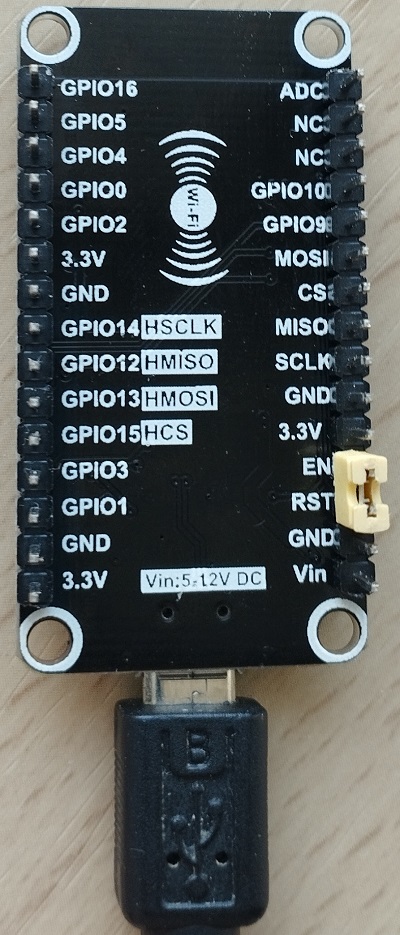 GPIO16 ADC
GPIO5 NC
GPIO4 NC
GPIO0 GPIO10
GPIO2 GPIO9
Wi-Fi
3.3V MOSI
GND CS
GPIO14 HSCLK MISO
GPIO12 HMISO SCLK
GPIO13 HMOSI GND
GPIO15 HCS 3.3V
GPIO3 EN
GPIO1 RST
GND GND
3.3V Vin:5-12V DC Vin
B